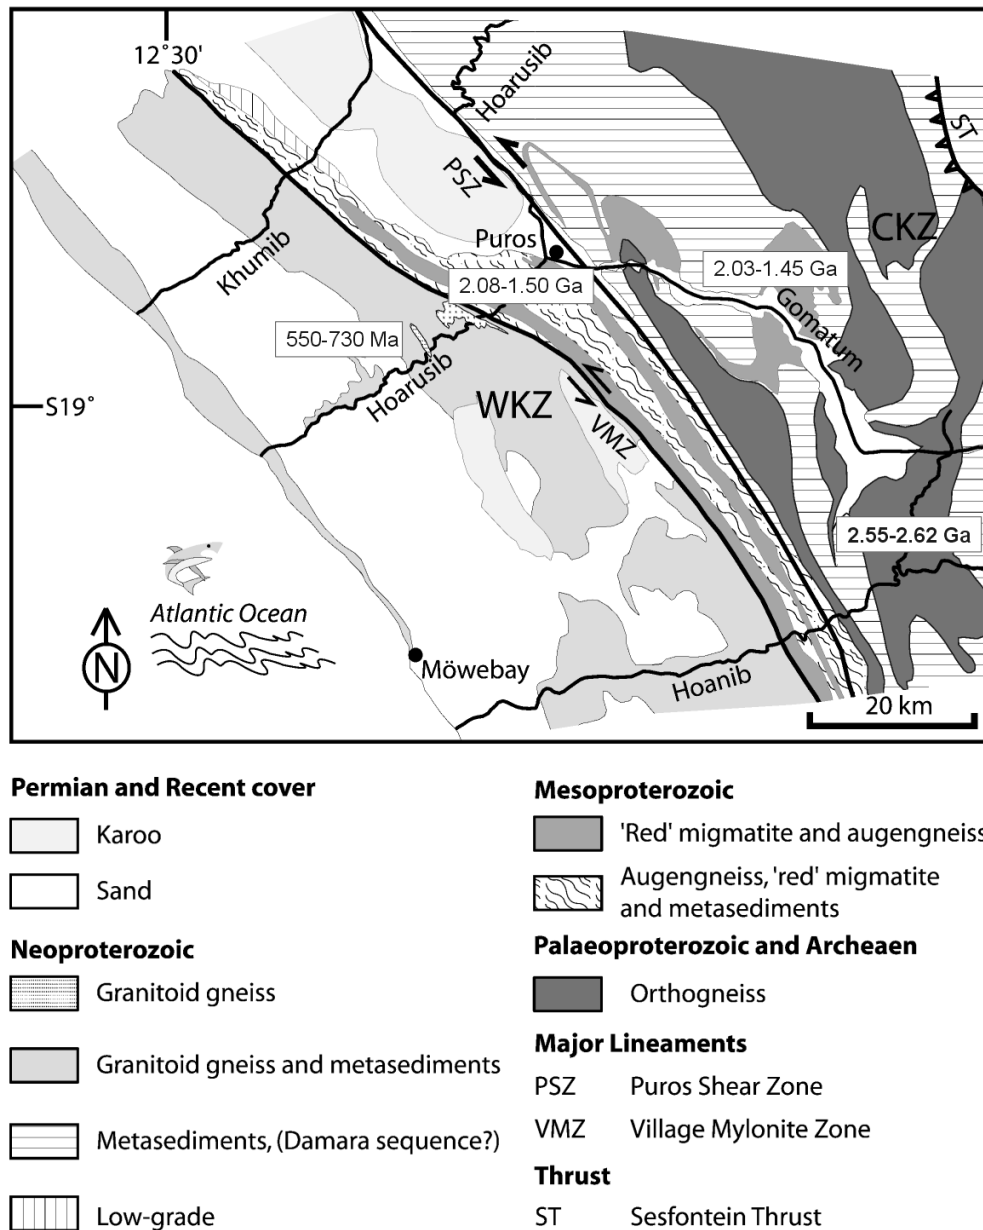 12°30'
Hoarusib
ST
PSZ
CKZ
Puros
Khumib
2.03-1.45 Ga
2.08-1.50 Ga
Gomatum
550-730 Ma
Hoarusib
S19°
WKZ
VMZ
2.55-2.62 Ga
Atlantic Ocean
N
Möwebay
Hoanib
20 km
Permian and Recent cover
Karoo
Sand
Neoproterozoic
Granitoid gneiss
Granitoid gneiss and metasediments
Metasediments, (Damara sequence?)
Low-grade
Mesoproterozoic
'Red' migmatite and augengneiss
Augengneiss, 'red' migmatite
and metasediments
Palaeoproterozoic and Archeaen
Orthogneiss
Major Lineaments
PSZ Puros Shear Zone
VMZ Village Mylonite Zone
Thrust
ST Sesfontein Thrust